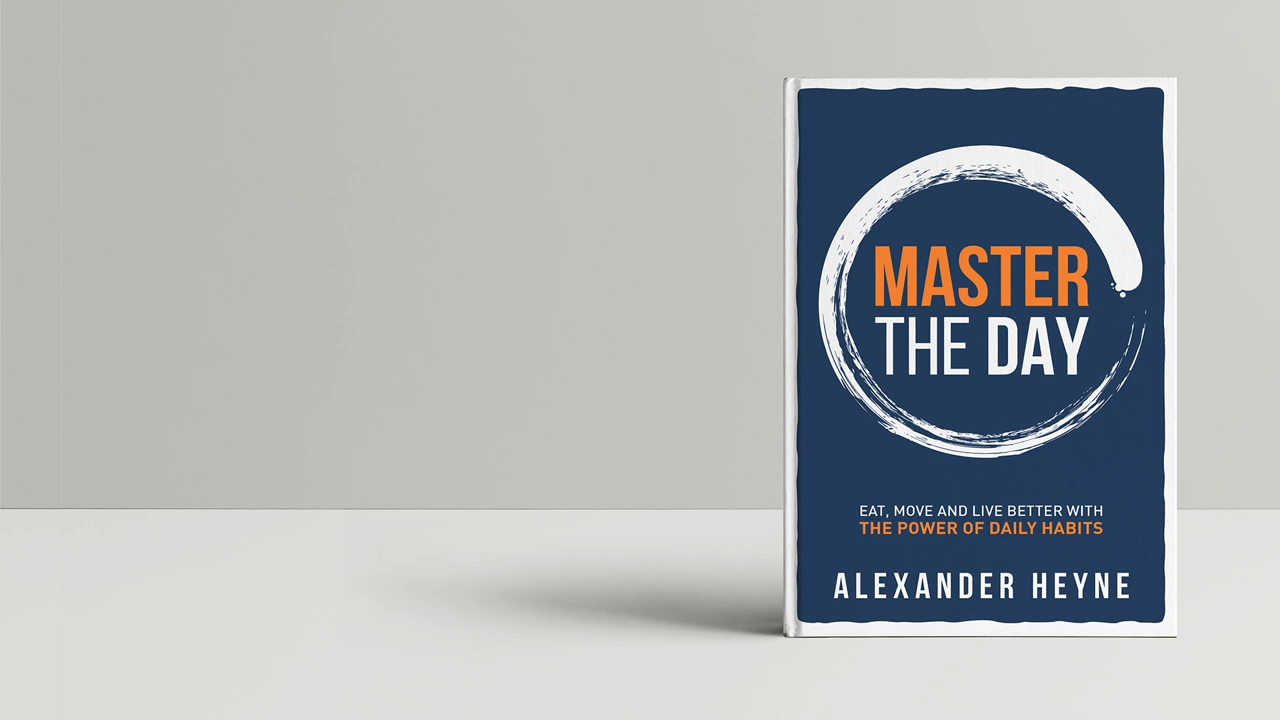 MASTER
THE DAY
EAT, MOVE AND LIVE BETTER WITH
THE POWER OF DAILY HABITS
ALEXANDER HEYNE